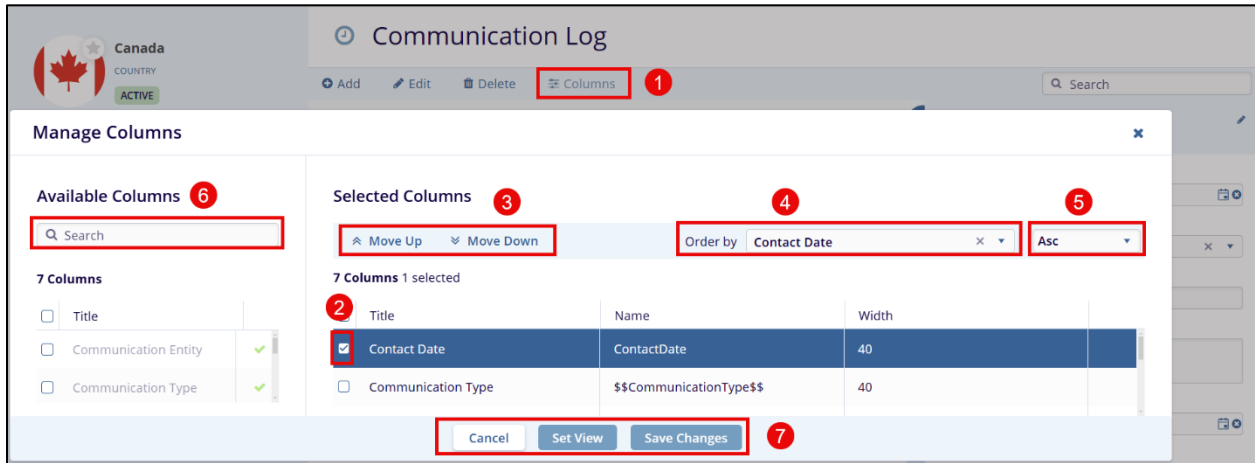 Canada
COUNTRY
ACTIVE
Communication Log
Add Edit Delete Columns 1 Search
Manage Columns
Available Columns 6
Search
7 Columns
Title
Communication Entity
Communication Type
Selected Columns 3 4 5
Move Up Move Down Order by Contact Date Asc
7 Columns 1 selected
2 Title Name Width
Contact Date ContactDate 40
Communication Type $$CommunicationType$$ 40
Cancel Set View Save Changes 7